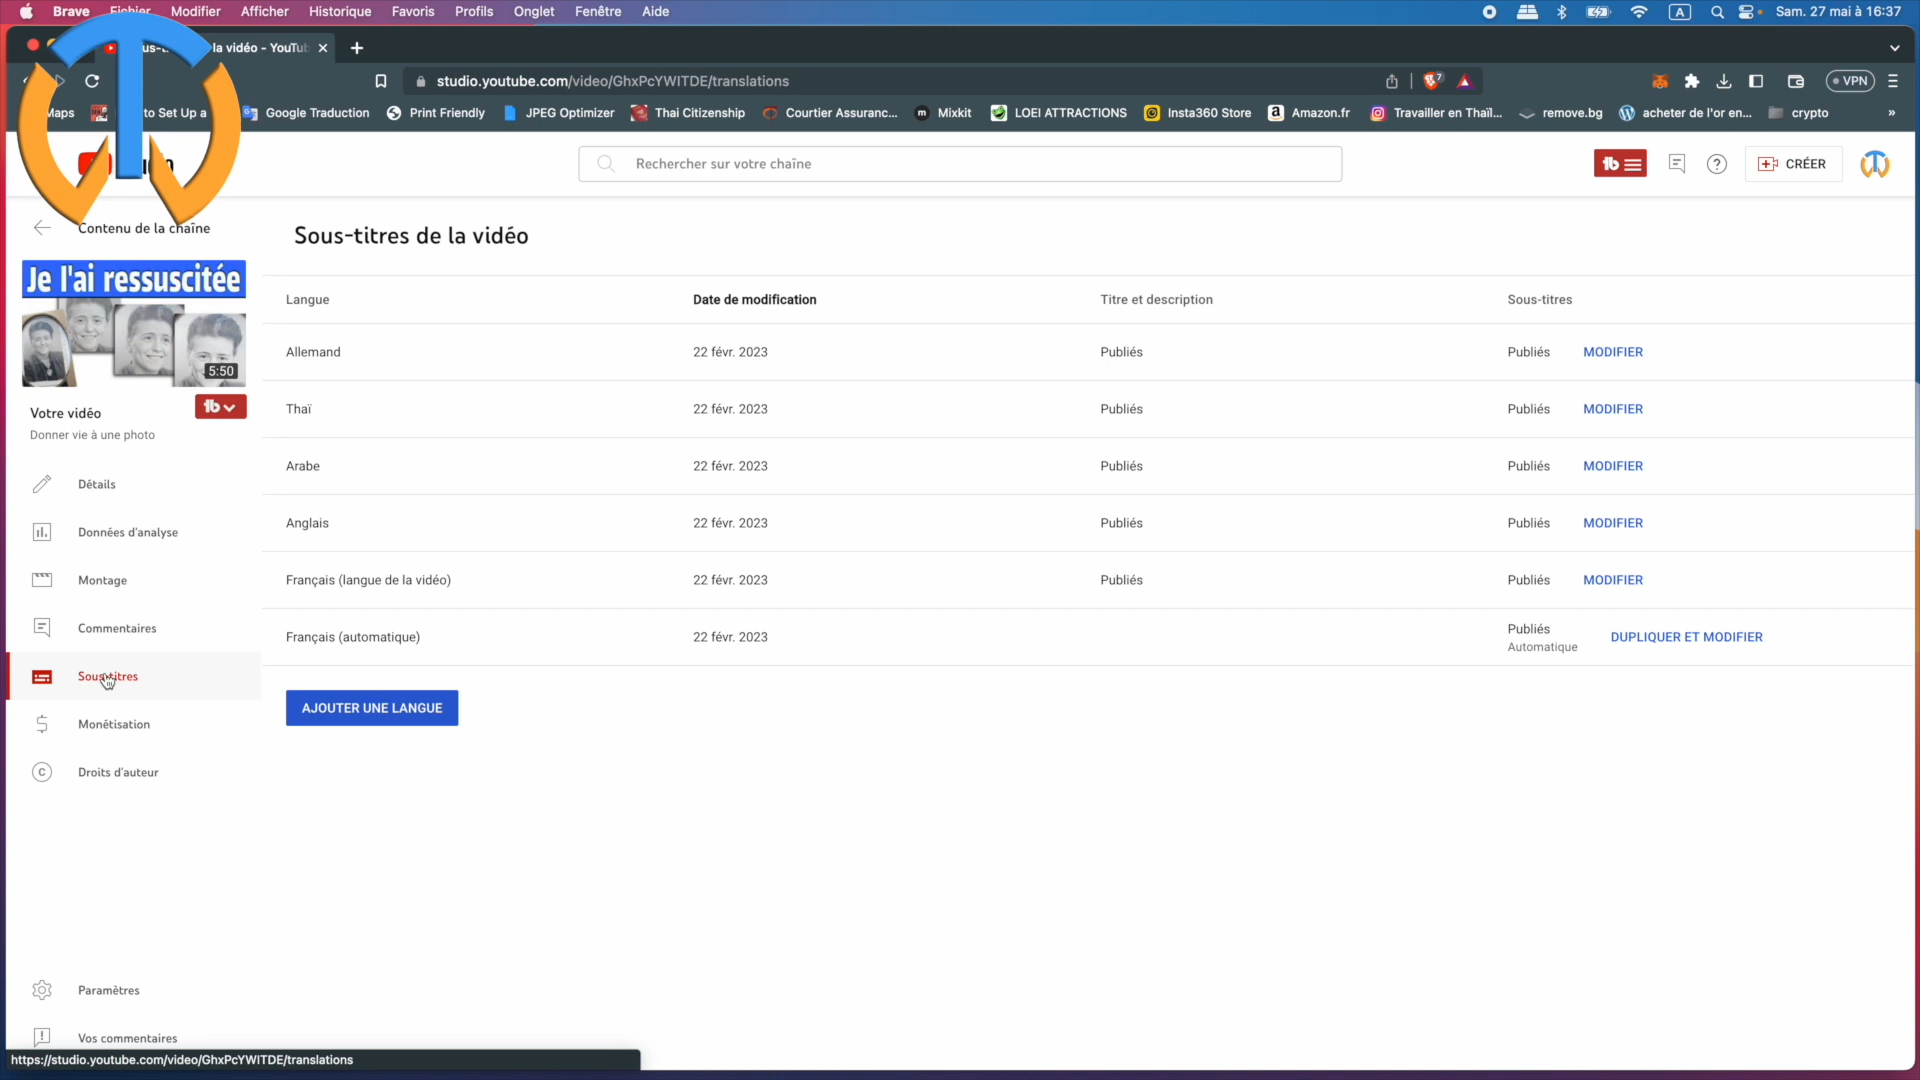 Brave Fichier Modifier Afficher Historique Favoris Profils Onglet Fenêtre Aide A Sam. 27 mai à 16:37
la vidéo - YouTub
studio.youtube.com/video/GhxPcYWITDE/translations 7 VPN
Maps to Set Up a Google Traduction Print Friendly JPEG Optimizer Thai Citizenship Courtier Assuranc... Mixkit LOEI ATTRACTIONS Insta360 Store Amazon.fr Travailler en Thaïl... remove.bg acheter de l'or en... crypto »
Rechercher sur votre chaîne
CRÉER
Contenu de la chaîne
Sous-titres de la vidéo
Je l'ai ressuscitée
5:50
Votre vidéo
Donner vie à une photo
Détails
Données d'analyse
Montage
Commentaires
Sous-titres
Monétisation
Droits d'auteur
Paramètres
Vos commentaires
Langue Date de modification Titre et description Sous-titres
Allemand 22 févr. 2023 Publiés Publiés MODIFIER
Thaï 22 févr. 2023 Publiés Publiés MODIFIER
Arabe 22 févr. 2023 Publiés Publiés MODIFIER
Anglais 22 févr. 2023 Publiés Publiés MODIFIER
Français (langue de la vidéo) 22 févr. 2023 Publiés Publiés MODIFIER
Français (automatique) 22 févr. 2023 Publiés DUPLIQUER ET MODIFIER
Automatique
AJOUTER UNE LANGUE
https://studio.youtube.com/video/GhxPcYWITDE/translations